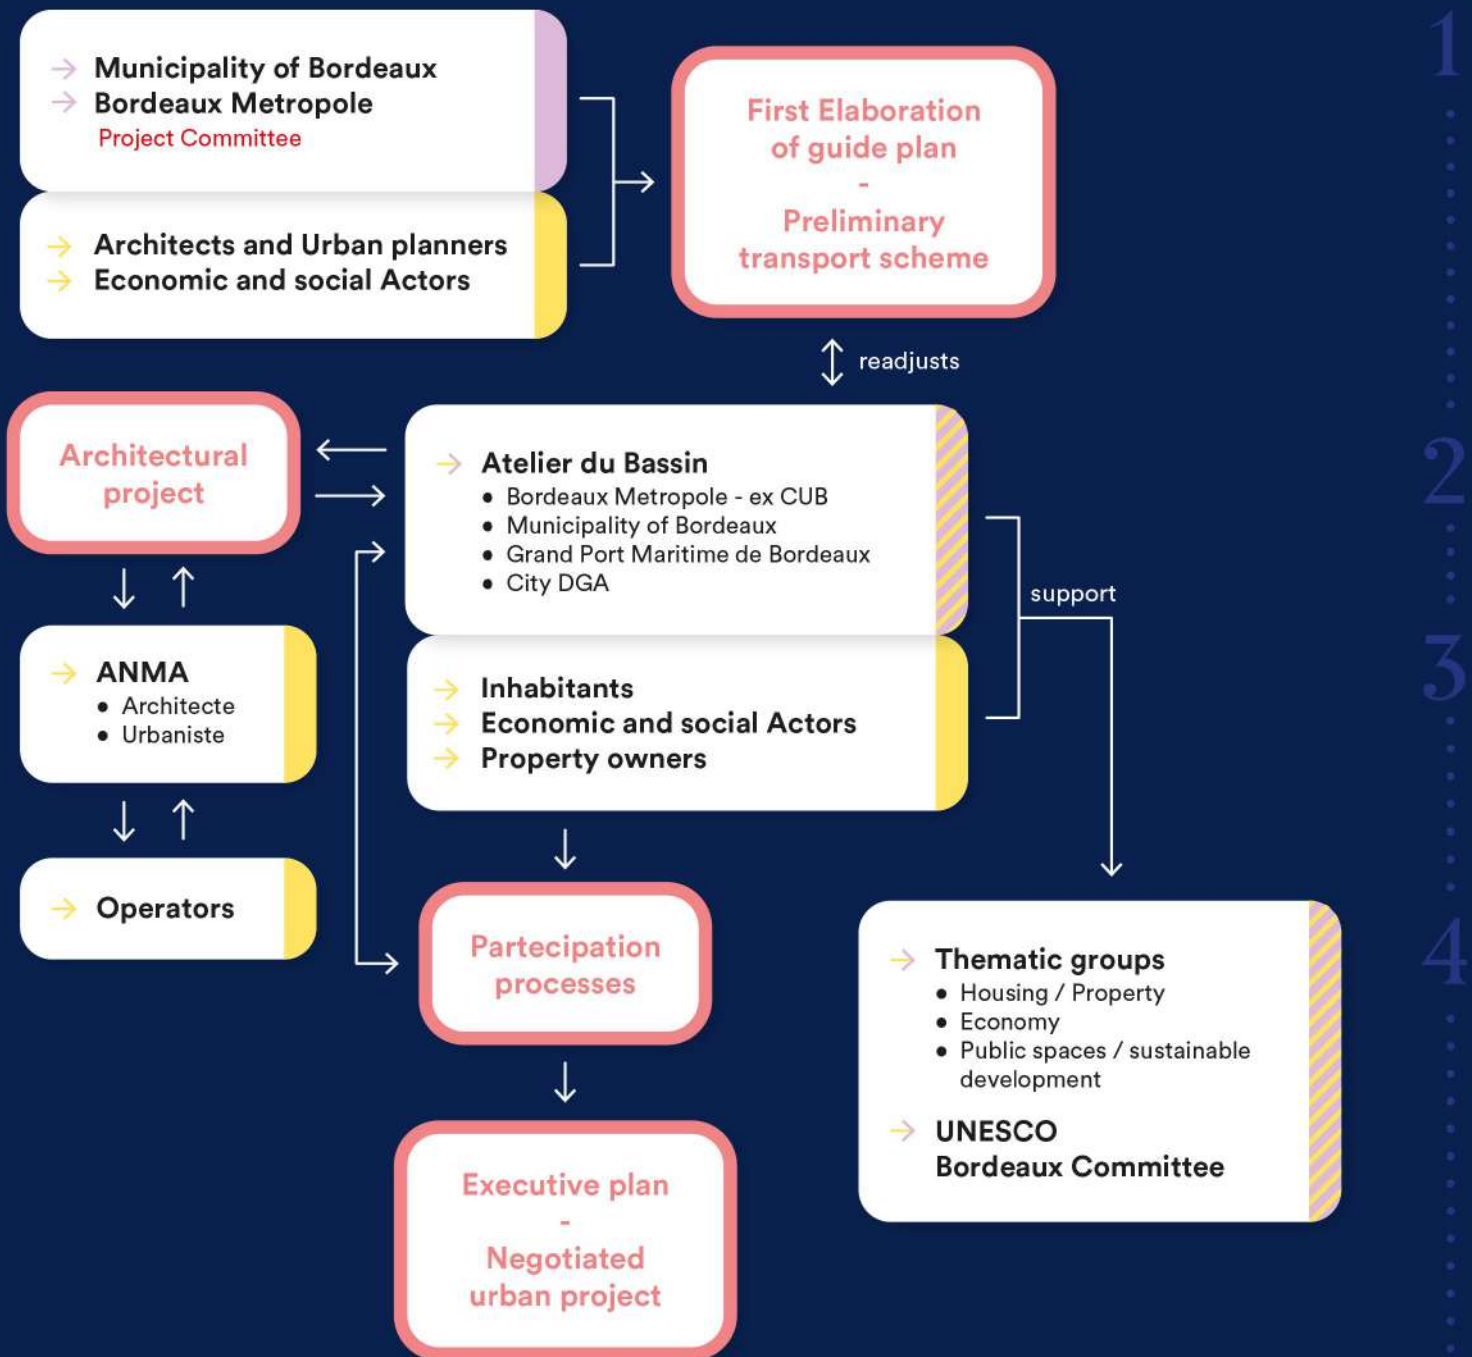 Municipality of Bordeaux
Bordeaux Metropole
Project Committee
Architects and Urban planners
Economic and social Actors
First Elaboration
of guide plan
-
Preliminary
transport scheme
1
readjusts
Architectural
project
Atelier du Bassin
• Bordeaux Metropole - ex CUB
• Municipality of Bordeaux
• Grand Port Maritime de Bordeaux
• City DGA
2
support
ANMA
• Architecte
• Urbaniste
Inhabitants
Economic and social Actors
Property owners
3
Operators
Partecipation
processes
Thematic groups
• Housing / Property
• Economy
• Public spaces / sustainable
development
UNESCO
Bordeaux Committee
4
Executive plan
-
Negotiated
urban project